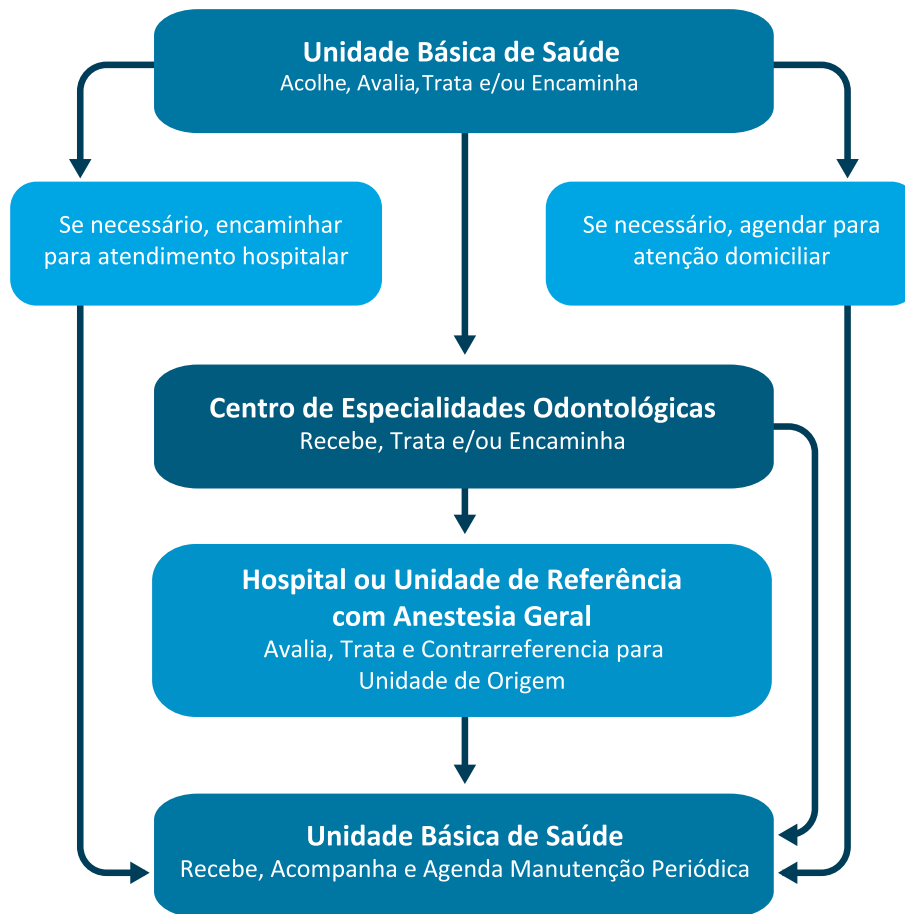 Unidade Básica de Saúde
Acolhe, Avalia,Trata e/ou Encaminha
Se necessário, encaminhar
para atendimento hospitalar
Se necessário, agendar para
atenção domiciliar
Centro de Especialidades Odontológicas
Recebe, Trata e/ou Encaminha
Hospital ou Unidade de Referência
com Anestesia Geral
Avalia, Trata e Contrarreferencia para
Unidade de Origem
Unidade Básica de Saúde
Recebe, Acompanha e Agenda Manutenção Periódica